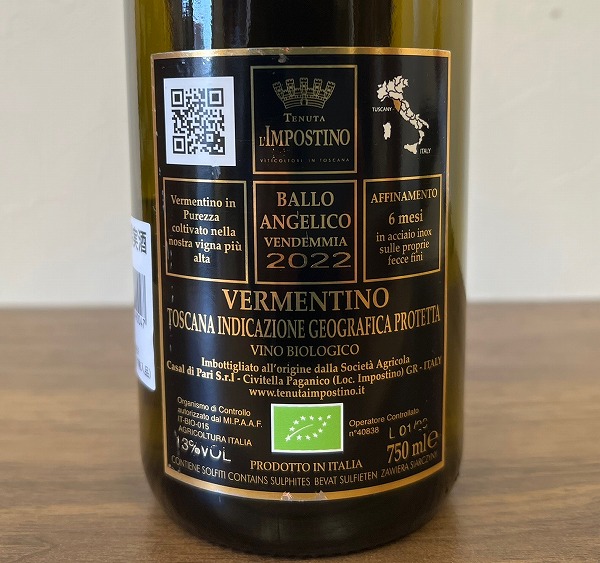 TENUTA
L'IMPOSTINO
VITICOLTORI IN TOSCANA
TUSCANY
ITALY
Vermentino in
Purezza
coltivato nella
nostra vigna più
alta
BALLO
ANGELICO
VENDEMMIA
2022
AFFINAMENTO
6 mesi
in acciaio inox
sulle proprie
fecce fini
VERMENTINO
TOSCANA INDICAZIONE GEOGRAFICA PROTETTA
VINO BIOLOGICO
Imbottigliato all'origine dalla Società Agricola
Casal di Pari S.r.l - Civitella Paganico (Loc. Impostino) GR - ITALY
www.tenutaimpostino.it
Organismo di Controllo
autorizzato dal MI.P.A.A.F.
IT-BIO-015
AGRICOLTURA ITALIA
13%VOL
Operatore Controllato
n°40838
750 ml e
PRODOTTO IN ITALIA
CONTIENE SOLFITI CONTAINS SULPHITES BEVAT SULFIETEN ZAWIERA SIARCZYNY